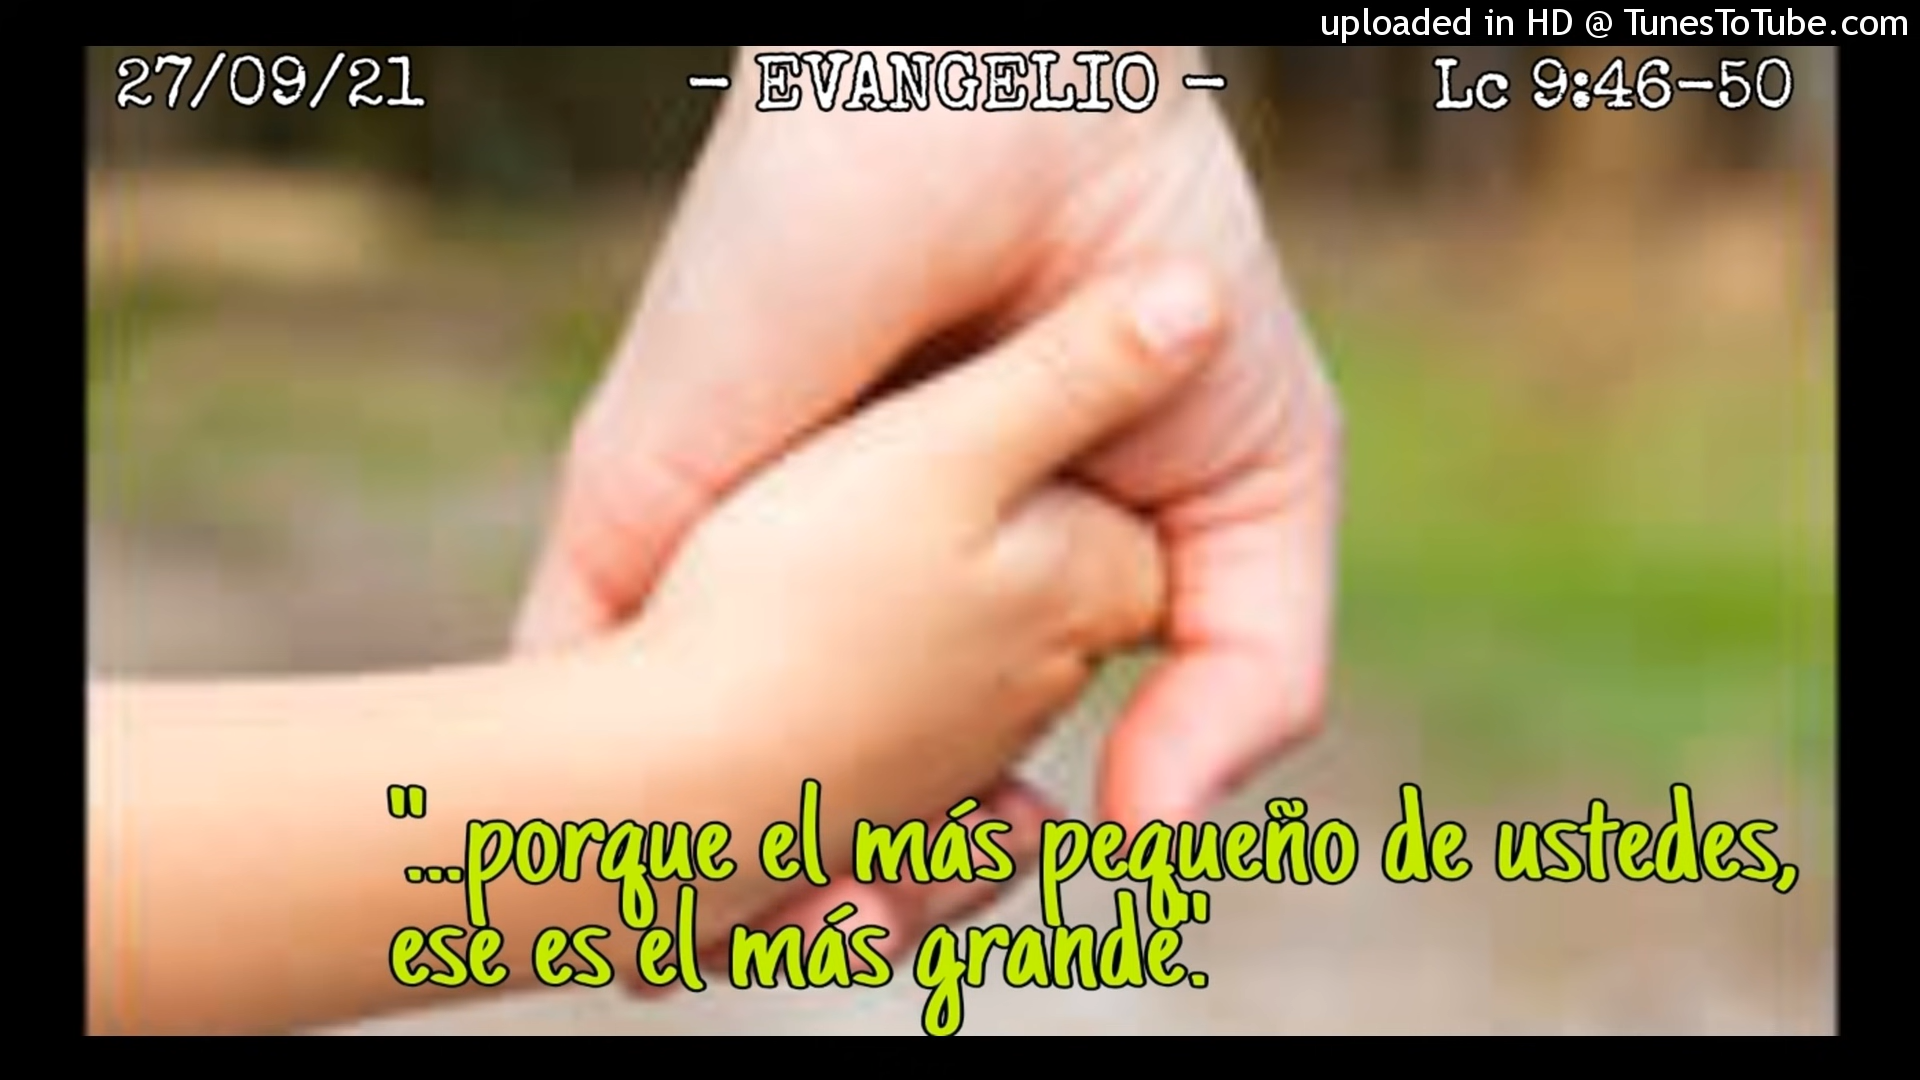 uploaded in HD @ TunesToTube.com
27/09/21 - EVANGELIO - Lc 9:46-50
"...porque el más pequeño de ustedes,
ese es el más grande".